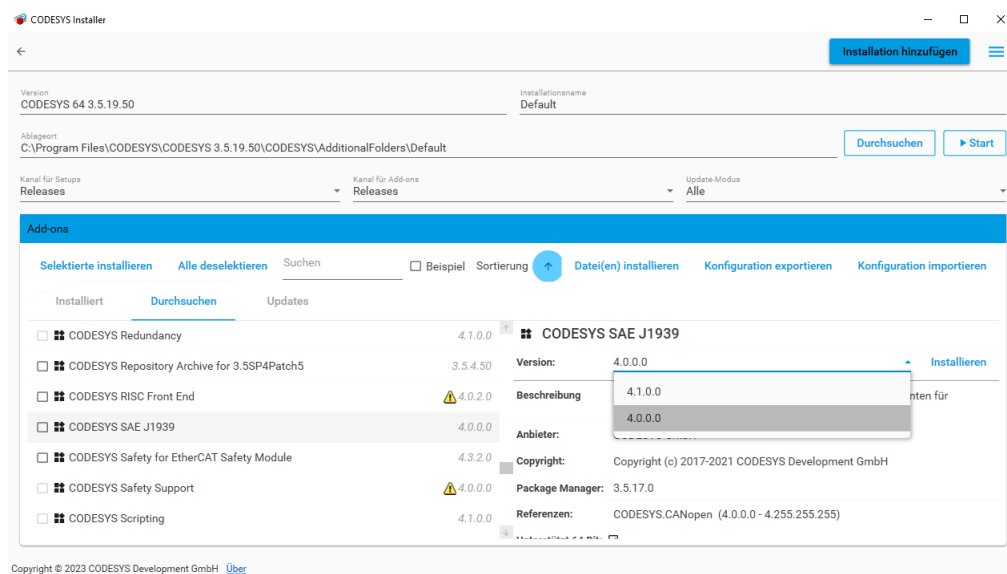 CODESYS Installer
Installation hinzufügen
Version
CODESYS 64 3.5.19.50
Installationsname
Default
Ablageort
C:\Program Files\CODESYS\CODESYS 3.5.19.50\CODESYS\AdditionalFolders\Default
Durchsuchen
Start
Kanal für Setups
Releases
Kanal für Add-ons
Releases
Update-Modus
Alle
Add-ons
Selektierte installieren
Alle deselektieren
Suchen
Beispiel
Sortierung
Datei(en) installieren
Konfiguration exportieren
Konfiguration importieren
Installiert
Durchsuchen
Updates
CODESYS Redundancy 4.1.0.0
CODESYS Repository Archive for 3.5SP4Patch5 3.5.4.50
CODESYS RISC Front End 4.0.2.0
CODESYS SAE J1939 4.0.0.0
CODESYS Safety for EtherCAT Safety Module 4.3.2.0
CODESYS Safety Support 4.0.0.0
CODESYS Scripting 4.1.0.0
CODESYS SAE J1939
Version: 4.0.0.0 Installieren
4.1.0.0
4.0.0.0
Beschreibung
für
Anbieter:
Copyright: Copyright (c) 2017-2021 CODESYS Development GmbH
Package Manager: 3.5.17.0
Referenzen: CODESYS.CANopen (4.0.0.0 - 4.255.255.255)
Copyright © 2023 CODESYS Development GmbH Über